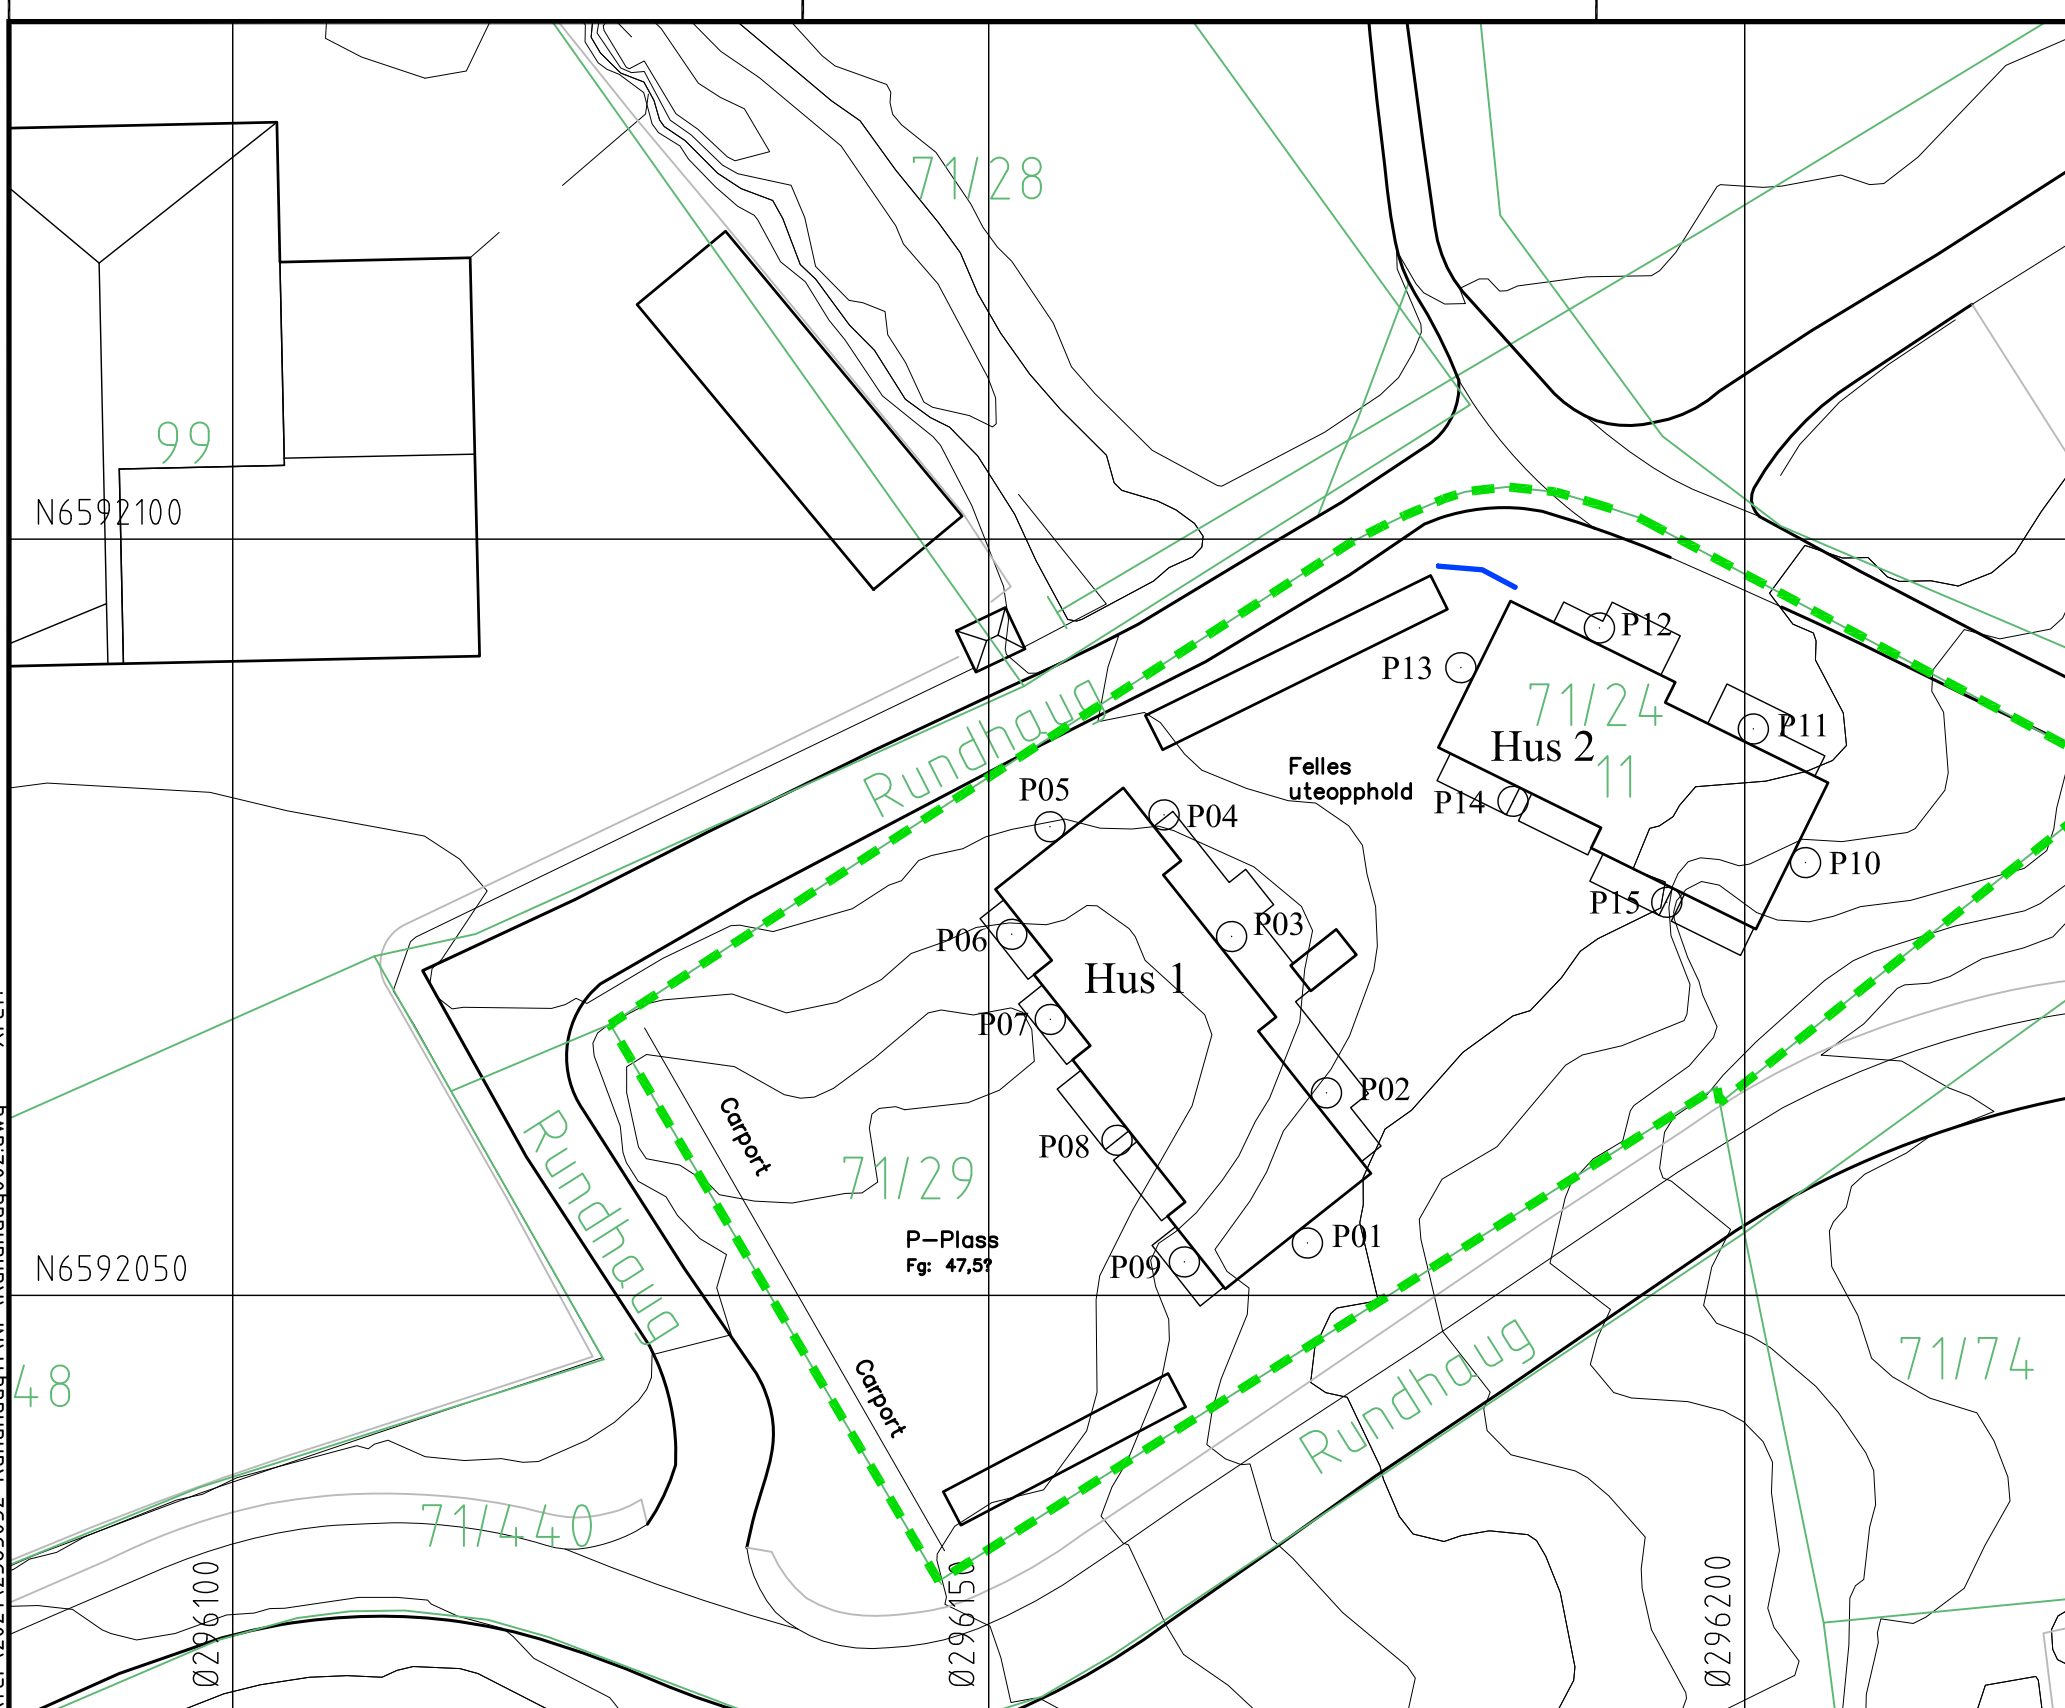 71/28
99
N6592100
P12
P13
71/24
P11
Hus 2
Rundhaug
Felles
uteopphold
11
P05
P14
P04
P10
P15
P03
P06
Hus 1
P07
P02
Carport
Rundhaug
P08
71/29
P-Plass
P01
Fg: 47,5?
P09
N6592050
71/74
48
Rundhaug
Carport
71/440
Ø296100
Ø296150
Ø296200